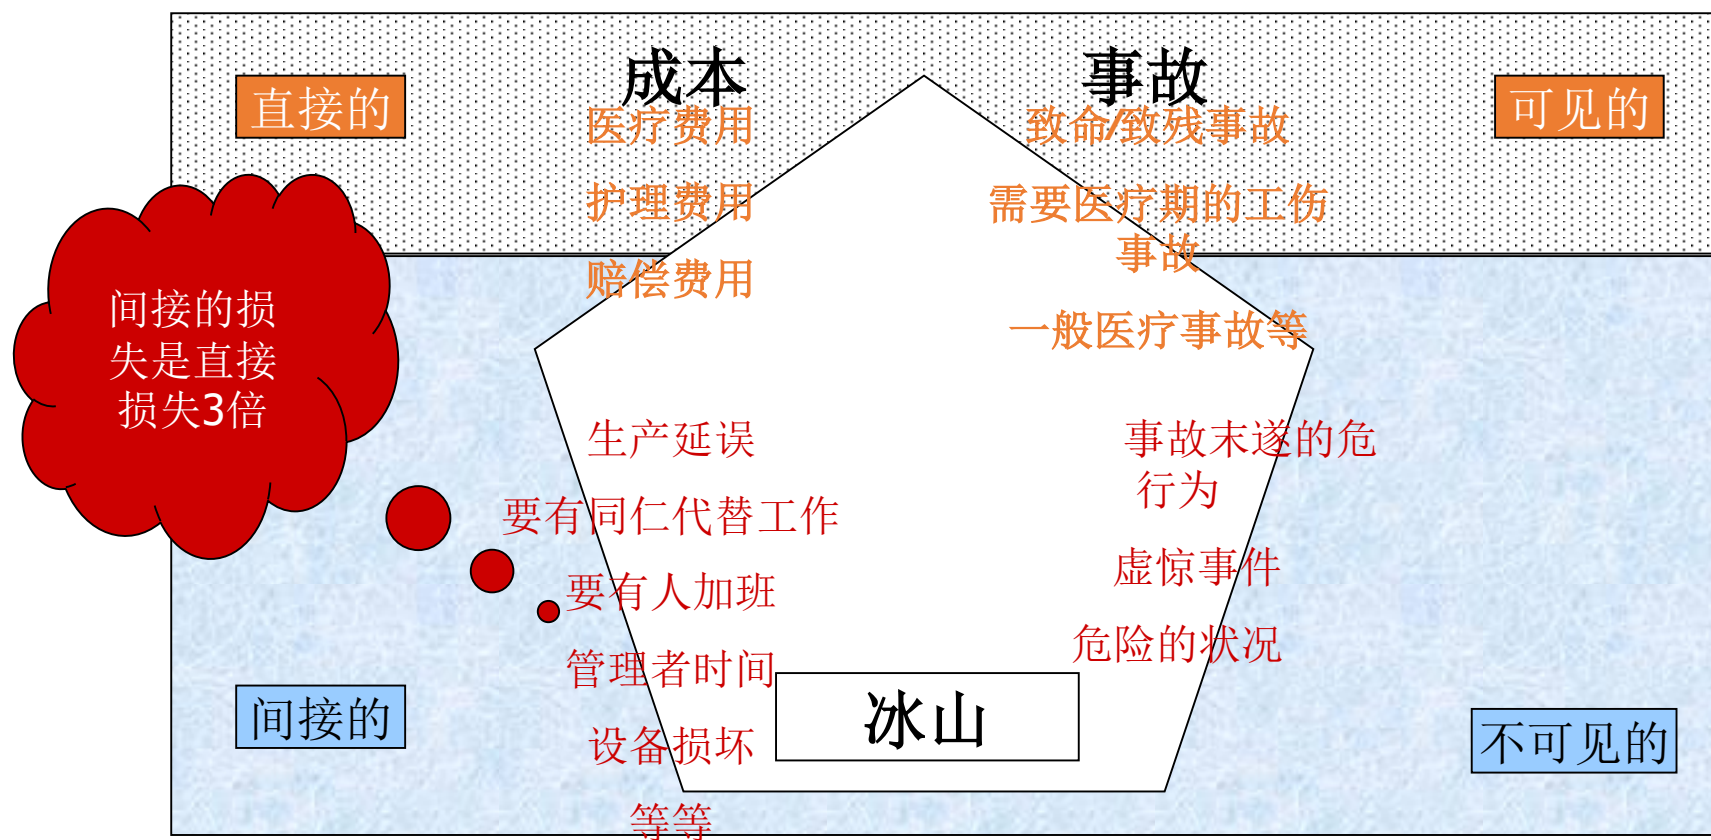 成本
事故
直接的
可见的
医疗费用
护理费用
赔偿费用
致命/致残事故
需要医疗期的工伤
事故
一般医疗事故等
间接的损
失是直接
损失3倍
生产延误
要有同仁代替工作
要有人加班
管理者时间
设备损坏
等等
事故末遂的危
行为
虚惊事件
危险的状况
间接的
冰山
不可见的